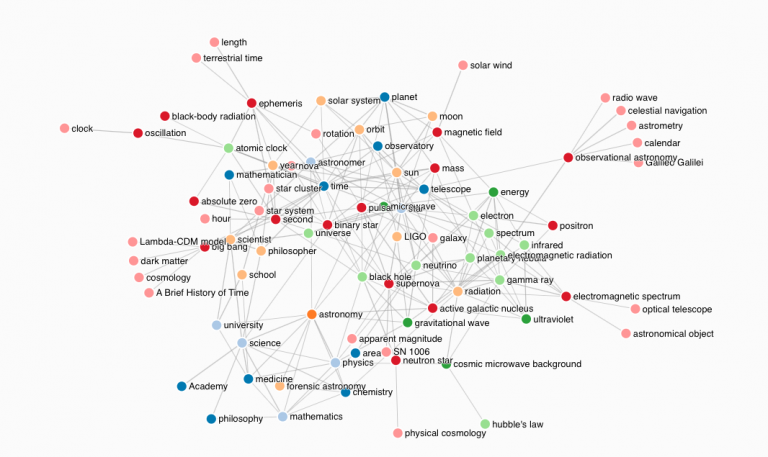 length
terrestrial time
solar wind
ephemeris
solar system
planet
radio wave
celestial navigation
black-body radiation
moon
astrometry
clock
oscillation
rotation
orbit
magnetic field
calendar
atomic clock
observatory
observational astronomy
Galileo Galilei
year
nova
astronomer
mass
mathematician
sun
star cluster
time
telescope
energy
absolute zero
pulsar
microwave
star
hour
star system
second
electron
binary star
positron
universe
spectrum
Lambda-CDM model
scientist
LIGO
galaxy
infrared
big bang
philosopher
planetary nebula
electromagnetic radiation
dark matter
neutrino
cosmology
school
black hole
supernova
gamma ray
A Brief History of Time
radiation
electromagnetic spectrum
active galactic nucleus
optical telescope
astronomy
university
gravitational wave
ultraviolet
astronomical object
science
apparent magnitude
area
SN 1006
physics
neutron star
cosmic microwave background
medicine
Academy
forensic astronomy
chemistry
philosophy
mathematics
hubble's law
physical cosmology